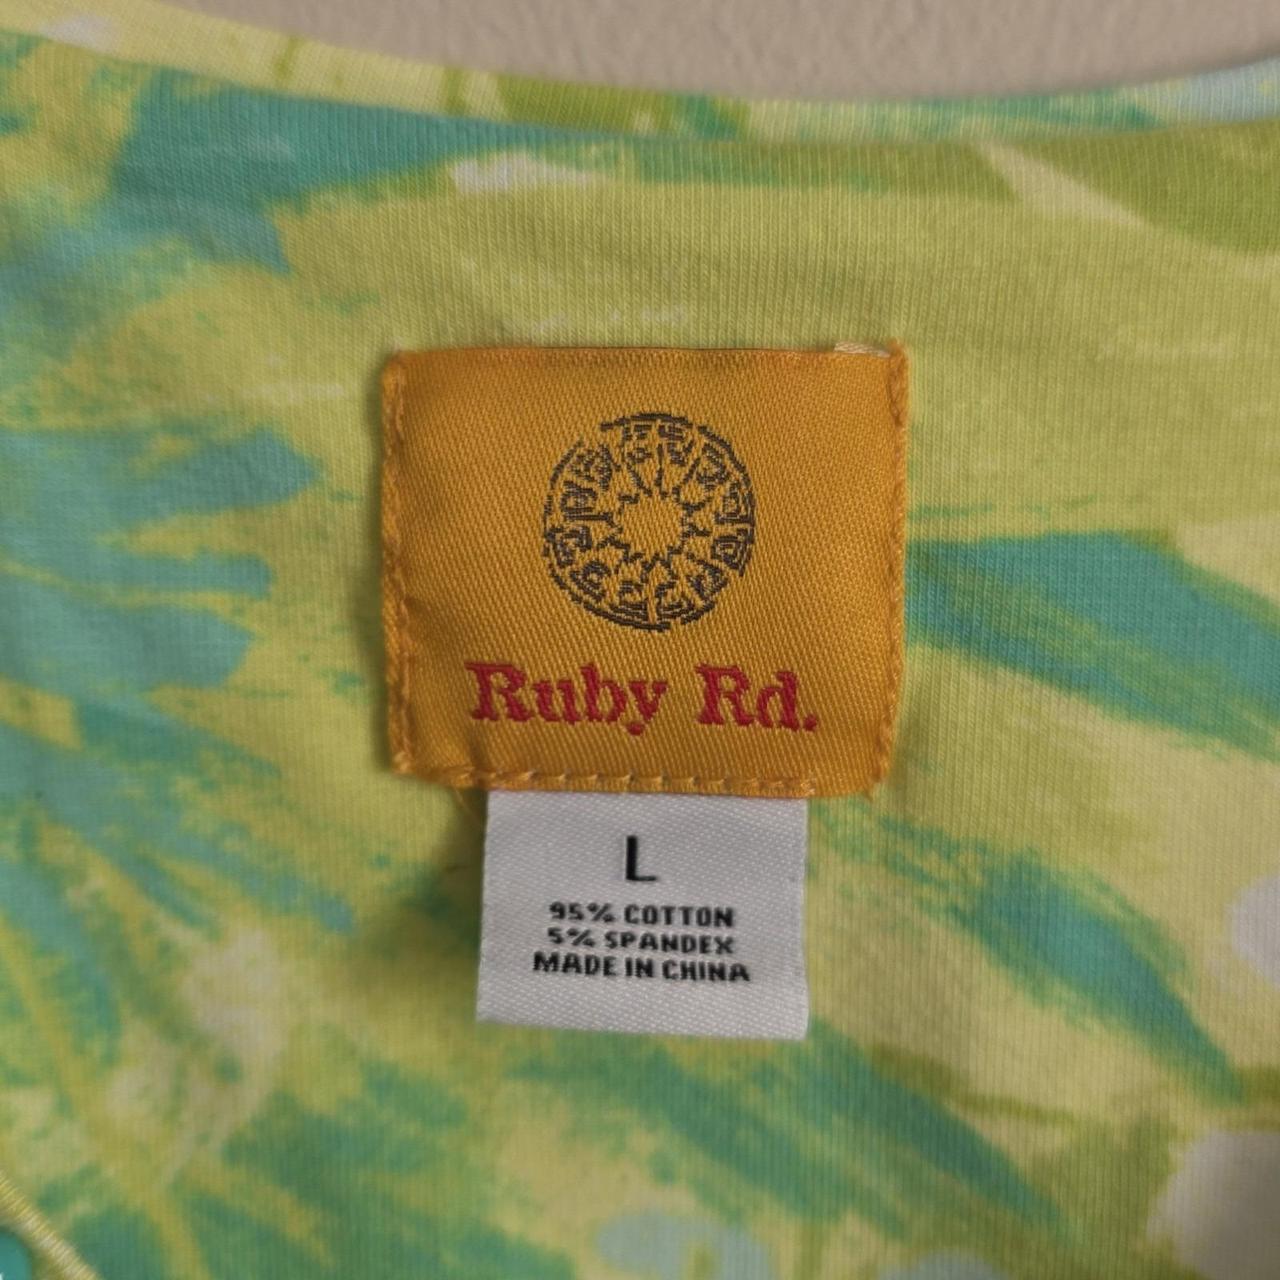 Ruby Rd.
L
95% COTTON
5% SPANDEX
MADE IN CHINA